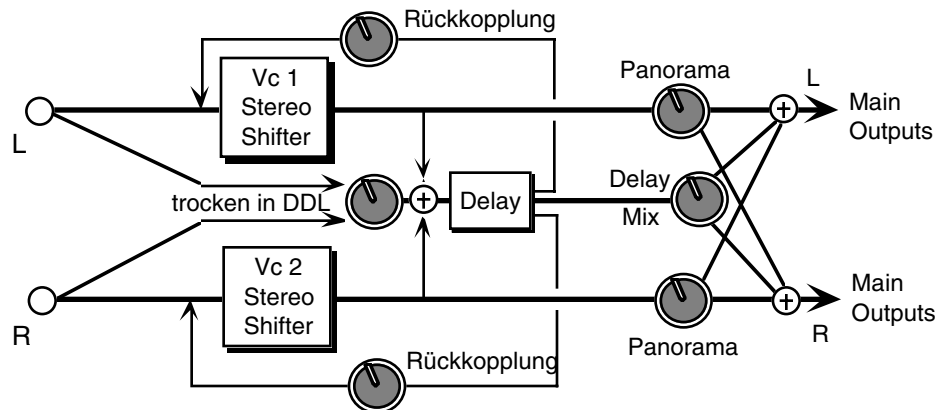 Rückkopplung
Vc 1
Stereo
Shifter
Panorama
L
Main
Outputs
L
trocken in DDL
Delay
Delay
Mix
Vc 2
Stereo
Shifter
R
Main
Outputs
R
Panorama
Rückkopplung